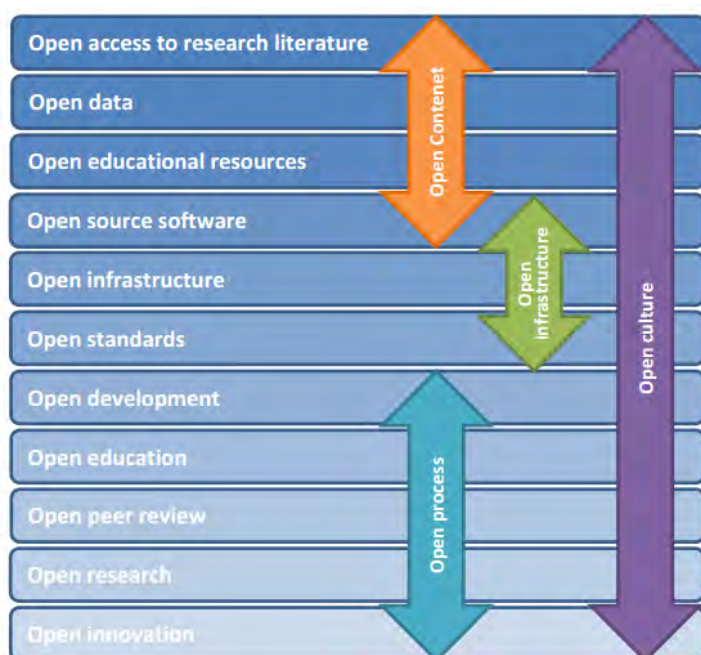 Open access to research literature
Open data
Open educational resources
Open source software
Open infrastructure
Open standards
Open development
Open education
Open peer review
Open research
Open innovation
Open Contenet
Open
infrastructure
Open process
Open culture